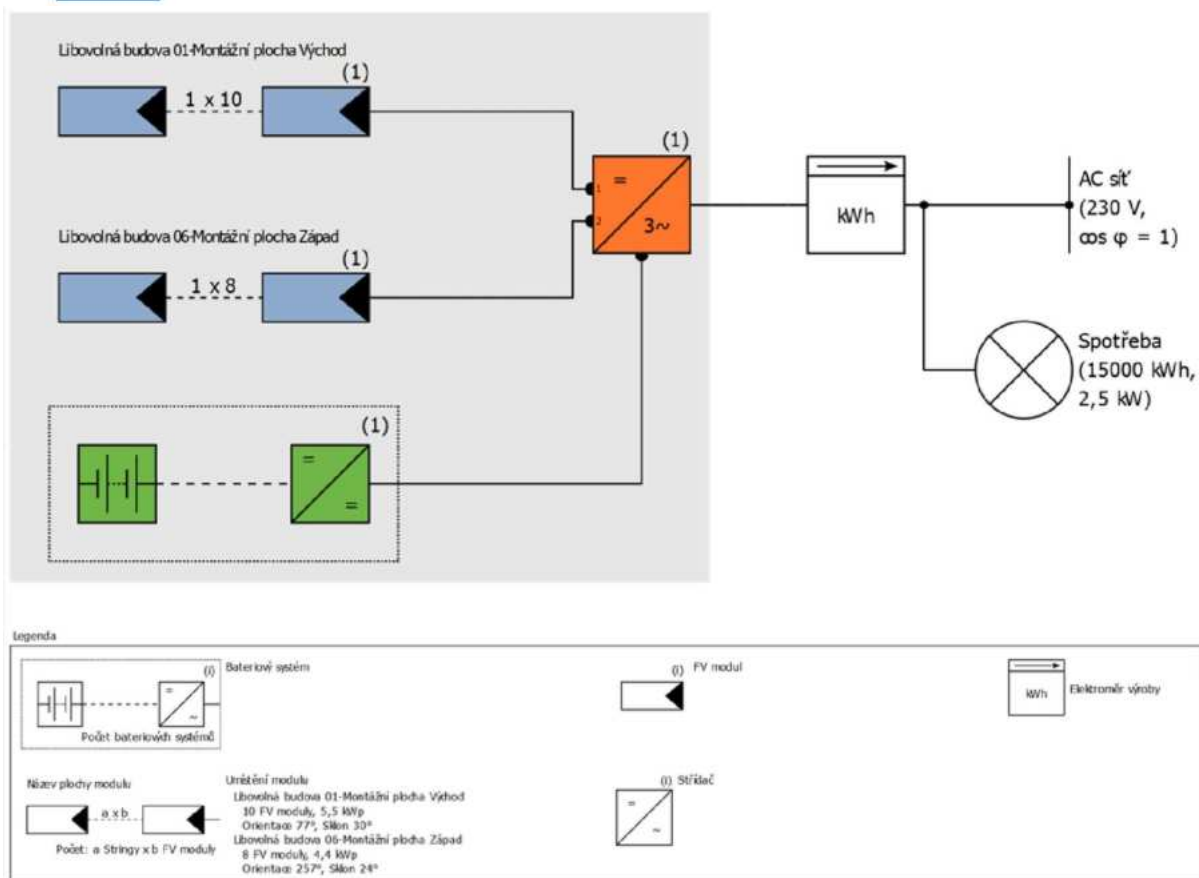 Libovolná budova 01-Montážní plocha Východ
(1)
1 x 10
(1)
=
1
2
3~
kWh
AC síť
(230 V,
cos φ = 1)
Libovolná budova 06-Montážní plocha Západ
(1)
1 x 8
Spotřeba
(15000 kWh,
2,5 kW)
(1)
=
=
Legenda
(i) Bateriový systém
=
~
Počet bateriových systémů
(i) FV modul
kWh
Elektroměr výroby
Název plochy modulu
a x b
Počet: a Stringy x b FV moduly
Umístění modulu
Libovolná budova 01-Montážní plocha Východ
10 FV moduly, 5,5 kWp
Orientace 77°, Sklon 30°
Libovolná budova 06-Montážní plocha Západ
8 FV moduly, 4,4 kWp
Orientace 257°, Sklon 24°
(i) Střídač
=
~